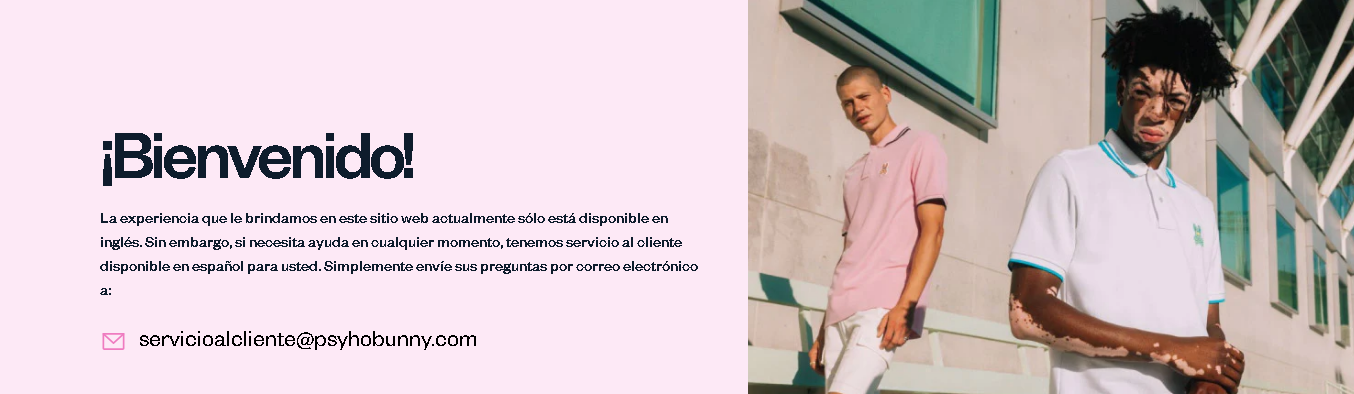 ¡Bienvenido!
La experiencia que le brindamos en este sitio web actualmente sólo está disponible en
inglés. Sin embargo, si necesita ayuda en cualquier momento, tenemos servicio al cliente
disponible en español para usted. Simplemente envíe sus preguntas por correo electrónico
a:
servicioalcliente@psyhobunny.com